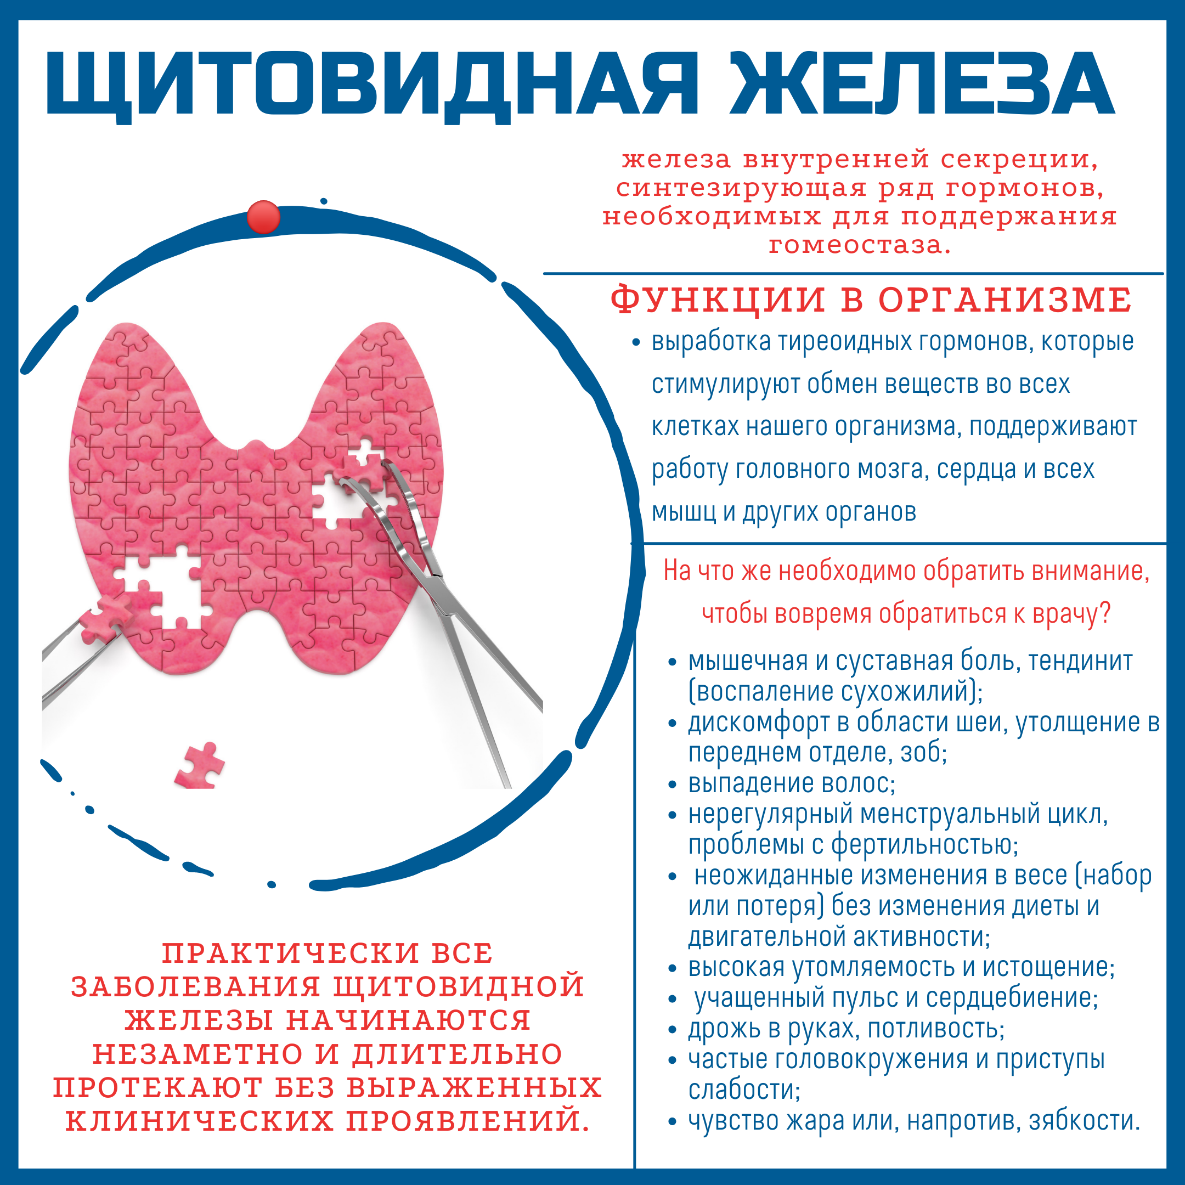 ЩИТОВИДНАЯ ЖЕЛЕЗА
железа внутренней секреции,
синтезирующая ряд гормонов,
необходимых для поддержания
гомеостаза.
ФУНКЦИИ В ОРГАНИЗМЕ
• выработка тиреоидных гормонов, которые
стимулируют обмен веществ во всех
клетках нашего организма, поддерживают
работу головного мозга, сердца и всех
мышц и других органов
На что же необходимо обратить внимание,
чтобы вовремя обратиться к врачу?
• мышечная и суставная боль, тендинит
(воспаление сухожилий);
• дискомфорт в области шеи, утолщение в
переднем отделе, зоб;
• выпадение волос;
• нерегулярный менструальный цикл,
проблемы с фертильностью;
• неожиданные изменения в весе (набор
или потеря) без изменения диеты и
двигательной активности;
• высокая утомляемость и истощение;
• учащенный пульс и сердцебиение;
• дрожь в руках, потливость;
• частые головокружения и приступы
слабости;
• чувство жара или, напротив, зябкости.
ПРАКТИЧЕСКИ ВСЕ
ЗАБОЛЕВАНИЯ ЩИТОВИДНОЙ
ЖЕЛЕЗЫ НАЧИНАЮТСЯ
НЕЗАМЕТНО И ДЛИТЕЛЬНО
ПРОТЕКАЮТ БЕЗ ВЫРАЖЕННЫХ
КЛИНИЧЕСКИХ ПРОЯВЛЕНИЙ.